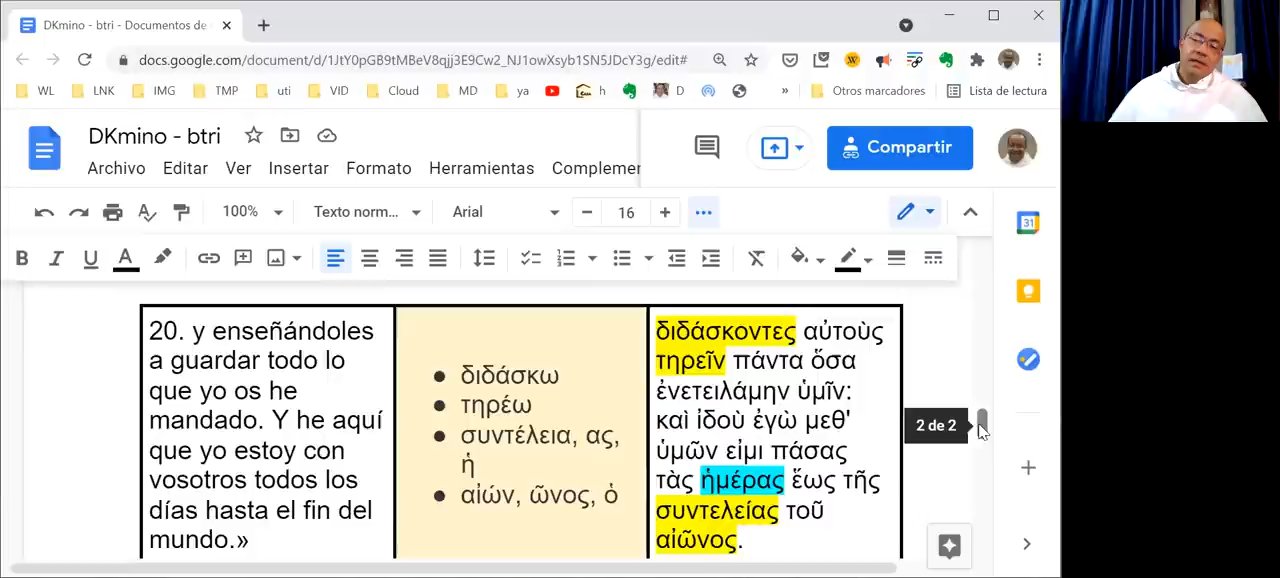 DKmino - btri - Documentos de
docs.google.com/document/d/1JtY0pGB9tMBeV8qjj3E9Cw2_NJ1owXsyb1SN5JDcY3g/edit#
WL LNK IMG TMP uti VID Cloud MD ya h D » Otros marcadores Lista de lectura
DKmino - btri
Compartir
Archivo Editar Ver Insertar Formato Herramientas Complemen
100% Texto norm... Arial 16
31
20. y enseñándoles
a guardar todo lo
que yo os he
mandado. Y he aquí
que yo estoy con
vosotros todos los
días hasta el fin del
mundo.»
● διδάσκω
● τηρέω
● συντέλεια, ας,
ἡ
● αἰών, ῶνος, ὁ
διδάσκοντες αὐτοὺς
τηρεῖν πάντα ὅσα
ἐνετειλάμην ὑμῖν:
καὶ ἰδοὺ ἐγὼ μεθ'
ὑμῶν εἰμι πάσας
τὰς ἡμέρας ἕως τῆς
συντελείας τοῦ
αἰῶνος.
2 de 2